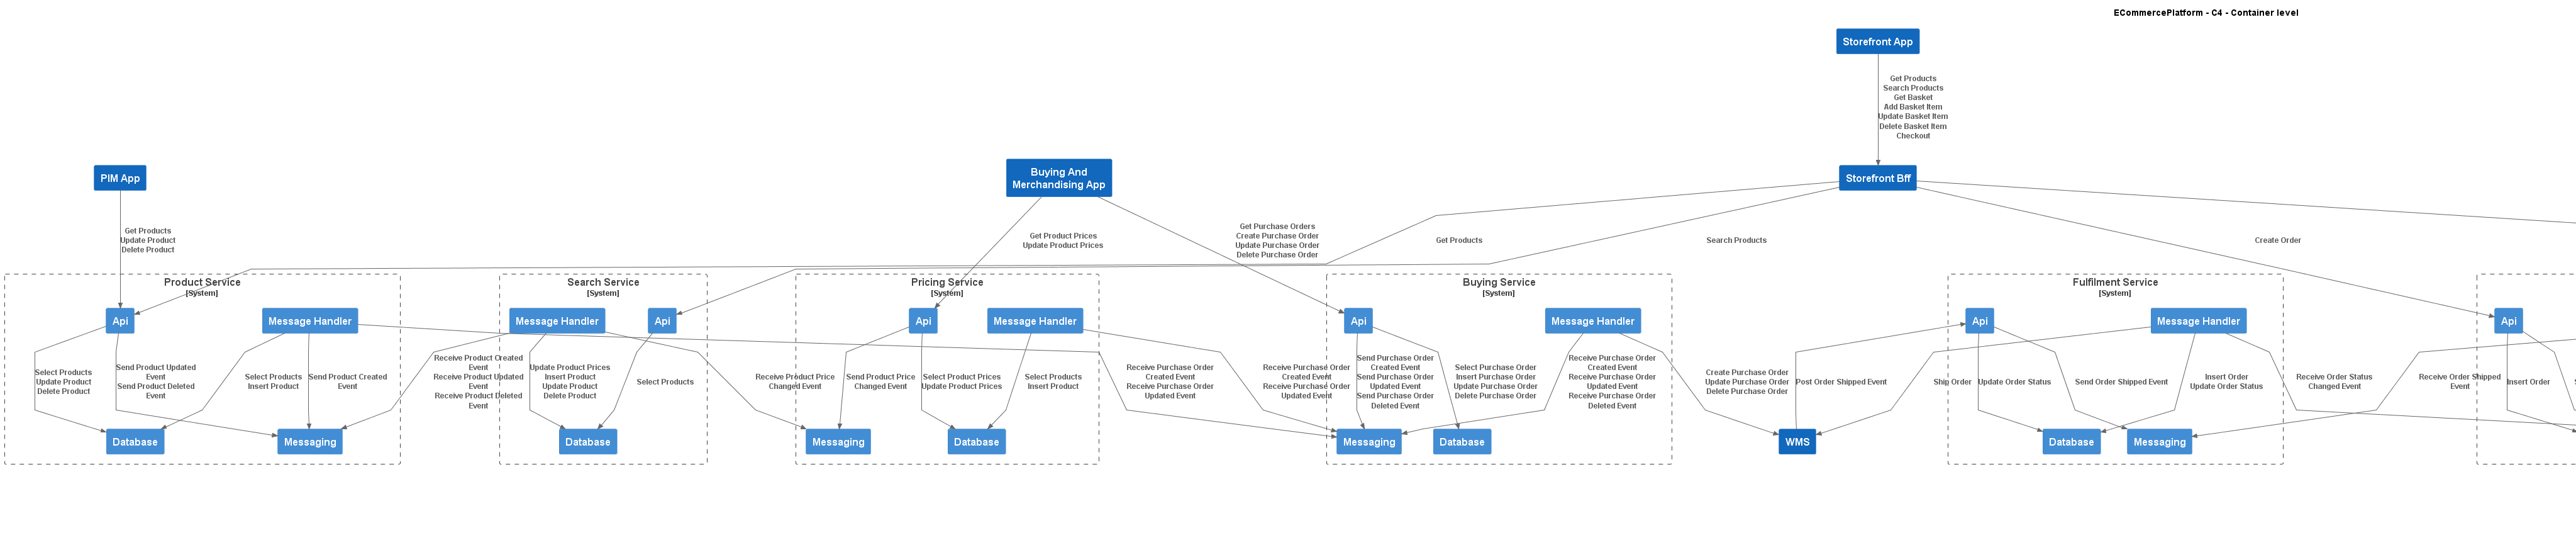 ECommercePlatform - C4 - Container level
Storefront App
Get Products
Search Products
Get Basket
Add Basket Item
Update Basket Item
Delete Basket Item
Checkout
PIM App
Buying And
Merchandising App
Storefront Bff
Get Products
Update Product
Delete Product
Get Product Prices
Update Product Prices
Get Purchase Orders
Create Purchase Order
Update Purchase Order
Delete Purchase Order
Get Products
Search Products
Create Order
Product Service
[System]
Api
Message Handler
Select Products
Update Product
Delete Product
Send Product Updated
Event
Send Product Deleted
Event
Select Products
Insert Product
Send Product Created
Event
Database
Messaging
Receive Product Created
Event
Receive Product Updated
Event
Receive Product Deleted
Event
Search Service
[System]
Message Handler
Api
Update Product Prices
Insert Product
Update Product
Delete Product
Select Products
Database
Receive Product Price
Changed Event
Pricing Service
[System]
Api
Message Handler
Send Product Price
Changed Event
Select Product Prices
Update Product Prices
Select Products
Insert Product
Messaging
Database
Receive Purchase Order
Created Event
Receive Purchase Order
Updated Event
Receive Purchase Order
Created Event
Receive Purchase Order
Updated Event
Buying Service
[System]
Api
Message Handler
Send Purchase Order
Created Event
Send Purchase Order
Updated Event
Send Purchase Order
Deleted Event
Select Purchase Order
Insert Purchase Order
Update Purchase Order
Delete Purchase Order
Receive Purchase Order
Created Event
Receive Purchase Order
Updated Event
Receive Purchase Order
Deleted Event
Messaging
Database
Create Purchase Order
Update Purchase Order
Delete Purchase Order
Post Order Shipped Event
WMS
Ship Order
Fulfilment Service
[System]
Api
Message Handler
Update Order Status
Send Order Shipped Event
Insert Order
Update Order Status
Database
Messaging
Receive Order Status
Changed Event
Receive Order Shipped
Event
Api
Insert Order